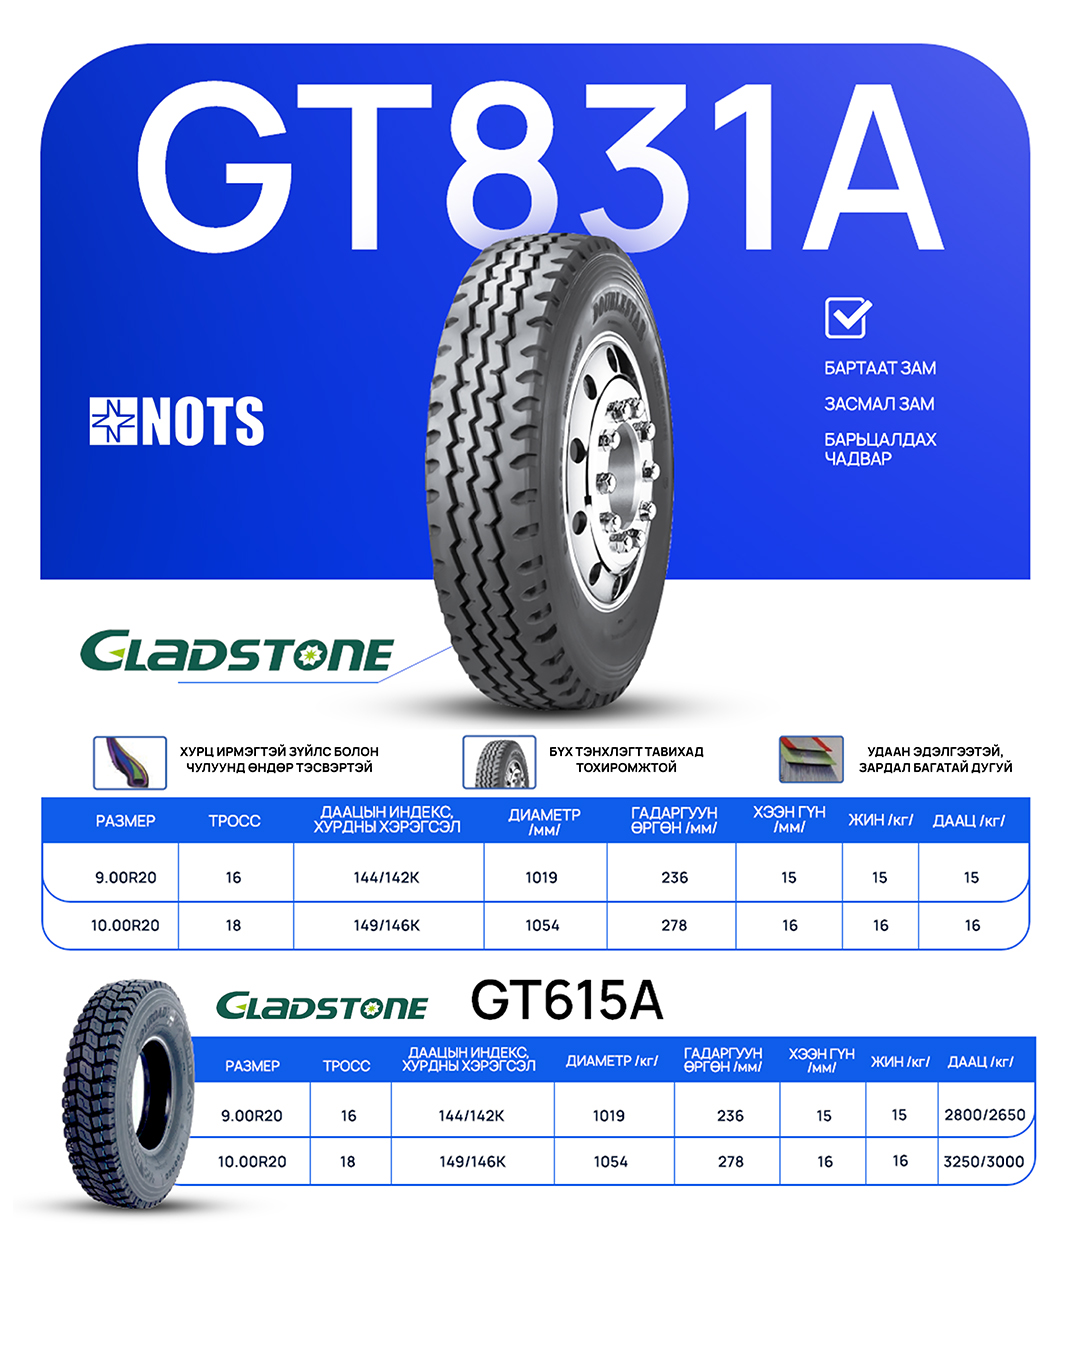 GT831A
DOUBLESTAR
БАРТААТ ЗАМ
ЗАСМАЛ ЗАМ
БАРЬЦАЛДАХ
ЧАДВАР
NOTS
GLADSTONE
ХУРЦ ИРМЭГТЭЙ ЗҮЙЛС БОЛОН
ЧУЛУУНД ӨНДӨР ТЭСВЭРТЭЙ
БҮХ ТЭНХЛЭГТ ТАВИХАД
ТОХИРОМЖТОЙ
УДААН ЭДЭЛГЭЭТЭЙ,
ЗАРДАЛ БАГАТАЙ ДУГУЙ
РАЗМЕР ТРОСС ДААЦЫН ИНДЕКС, ХУРДНЫ ХЭРЭГСЭЛ ДИАМЕТР /мм/ ГАДАРГУУН ӨРГӨН /мм/ ХЭЭН ГҮН /мм/ ЖИН /кг/ ДААЦ /кг/
9.00R20 16 144/142K 1019 236 15 15 15
10.00R20 18 149/146K 1054 278 16 16 16
GLADSTONE GT615A
РАЗМЕР ТРОСС ДААЦЫН ИНДЕКС, ХУРДНЫ ХЭРЭГСЭЛ ДИАМЕТР /кг/ ГАДАРГУУН ӨРГӨН /мм/ ХЭЭН ГҮН /мм/ ЖИН /кг/ ДААЦ /кг/
9.00R20 16 144/142K 1019 236 15 15 2800/2650
10.00R20 18 149/146K 1054 278 16 16 3250/3000